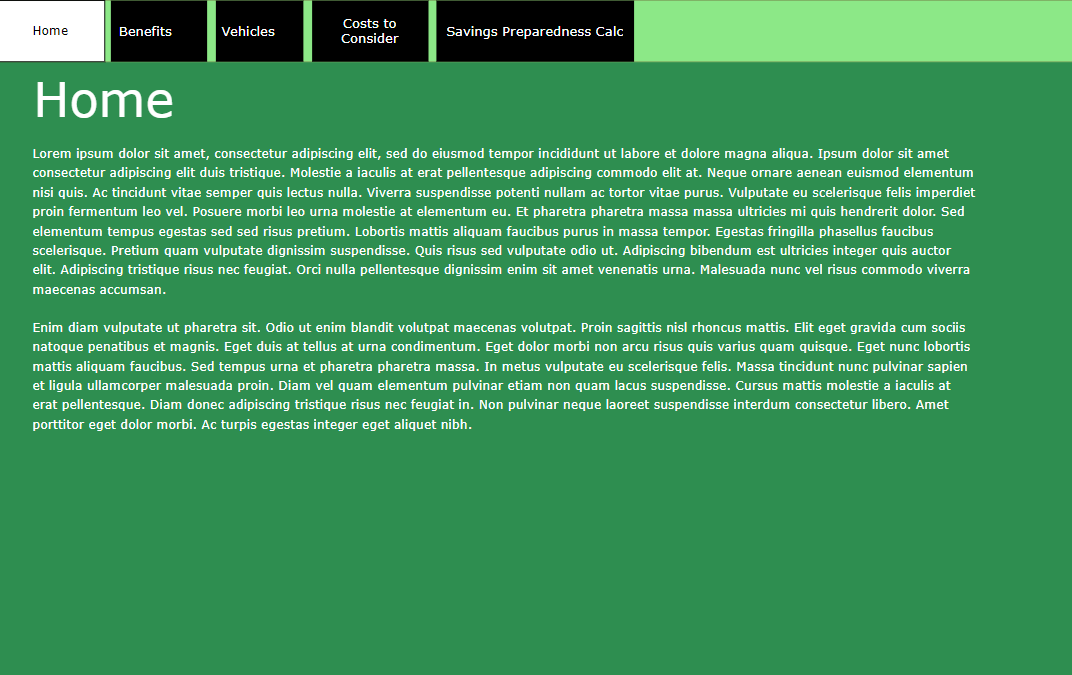 Home
Benefits
Vehicles
Costs to
Consider
Savings Preparedness Calc
Home
Lorem ipsum dolor sit amet, consectetur adipiscing elit, sed do eiusmod tempor incididunt ut labore et dolore magna aliqua. Ipsum dolor sit amet
consectetur adipiscing elit duis tristique. Molestie a iaculis at erat pellentesque adipiscing commodo elit at. Neque ornare aenean euismod elementum
nisi quis. Ac tincidunt vitae semper quis lectus nulla. Viverra suspendisse potenti nullam ac tortor vitae purus. Vulputate eu scelerisque felis imperdiet
proin fermentum leo vel. Posuere morbi leo urna molestie at elementum eu. Et pharetra pharetra massa massa ultricies mi quis hendrerit dolor. Sed
elementum tempus egestas sed sed risus pretium. Lobortis mattis aliquam faucibus purus in massa tempor. Egestas fringilla phasellus faucibus
scelerisque. Pretium quam vulputate dignissim suspendisse. Quis risus sed vulputate odio ut. Adipiscing bibendum est ultricies integer quis auctor
elit. Adipiscing tristique risus nec feugiat. Orci nulla pellentesque dignissim enim sit amet venenatis urna. Malesuada nunc vel risus commodo viverra
maecenas accumsan.
Enim diam vulputate ut pharetra sit. Odio ut enim blandit volutpat maecenas volutpat. Proin sagittis nisl rhoncus mattis. Elit eget gravida cum sociis
natoque penatibus et magnis. Eget duis at tellus at urna condimentum. Eget dolor morbi non arcu risus quis varius quam quisque. Eget nunc lobortis
mattis aliquam faucibus. Sed tempus urna et pharetra pharetra massa. In metus vulputate eu scelerisque felis. Massa tincidunt nunc pulvinar sapien
et ligula ullamcorper malesuada proin. Diam vel quam elementum pulvinar etiam non quam lacus suspendisse. Cursus mattis molestie a iaculis at
erat pellentesque. Diam donec adipiscing tristique risus nec feugiat in. Non pulvinar neque laoreet suspendisse interdum consectetur libero. Amet
porttitor eget dolor morbi. Ac turpis egestas integer eget aliquet nibh.